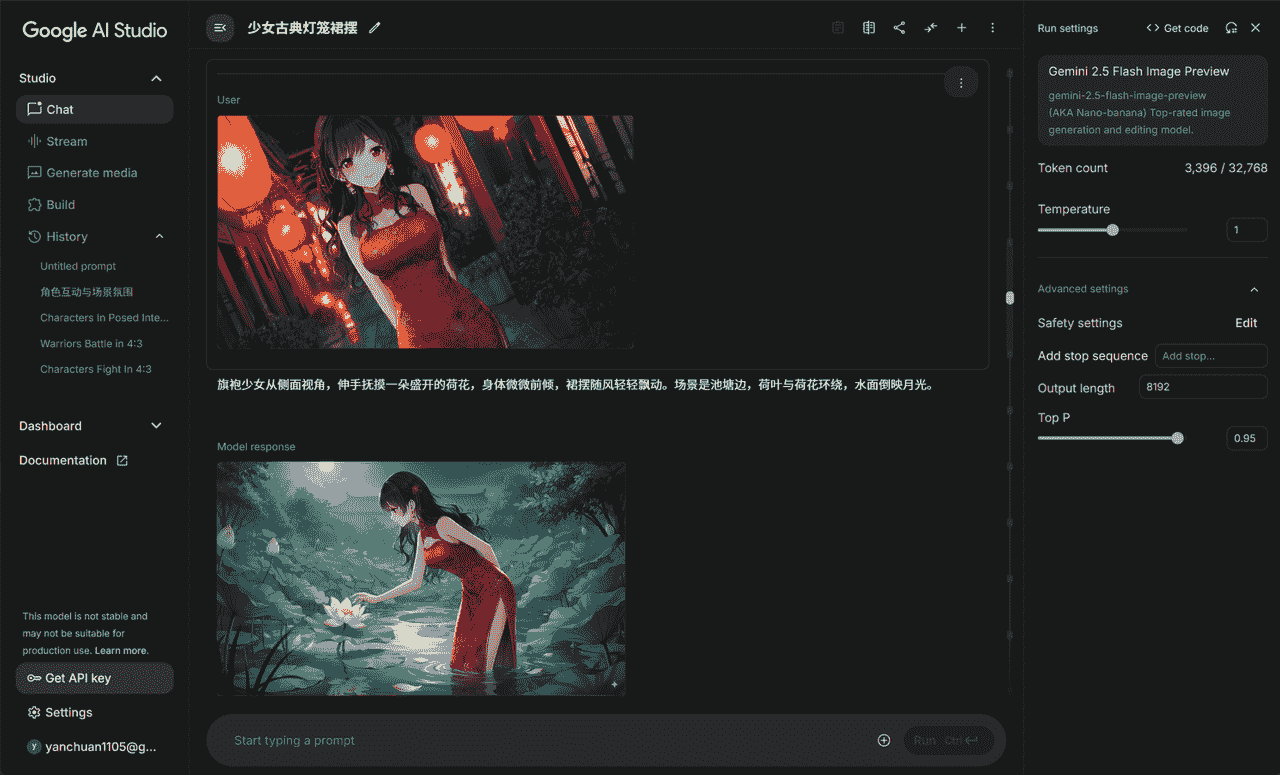 Google AI Studio
Studio
Chat
Stream
Generate media
Build
History
Untitled prompt
角色互动与场景氛围
Characters In Posed Inte...
Warriors Battle in 4:3
Characters Fight In 4:3
Dashboard
Documentation
This model is not stable and
may not be suitable for
production use. Learn more.
Get API key
Settings
Y
yanchuan1105@g...
少女古典灯笼裙摆
User
旗袍少女从侧面视角，伸手抚摸一朵盛开的荷花，身体微微前倾，裙摆随风轻轻飘动。场景是池塘边，荷叶与荷花环绕，水面倒映月光。
Model response
Start typing a prompt
Run Ctrl
Run settings
Get code
Gemini 2.5 Flash Image Preview
gemini-2.5-flash-image-preview
(AKA Nano-banana) Top-rated image
generation and editing model.
Token count 3,396 / 32,768
Temperature
1
Advanced settings
Safety settings Edit
Add stop sequence Add stop...
Output length 8192
Top P
0.95